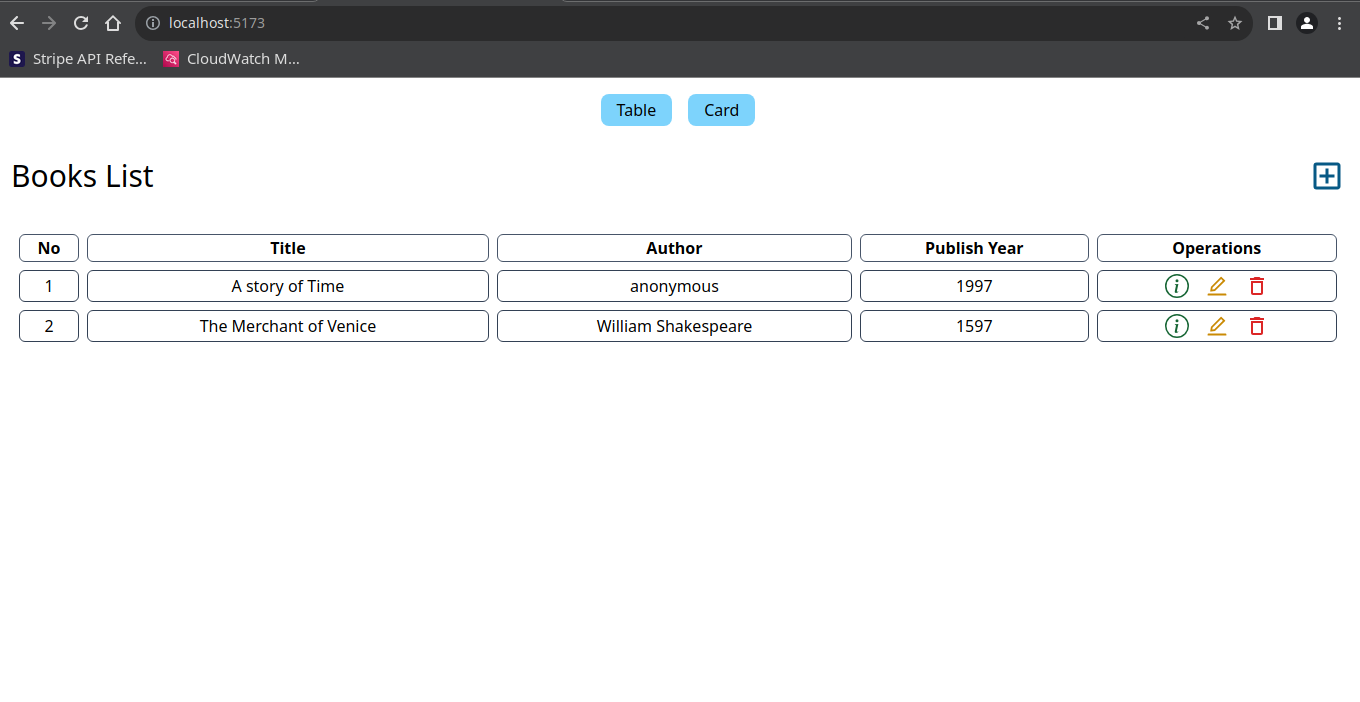 localhost:5173
S Stripe API Refe... CloudWatch M...
Table Card
Books List
No Title Author Publish Year Operations
1 A story of Time anonymous 1997 i
2 The Merchant of Venice William Shakespeare 1597 i